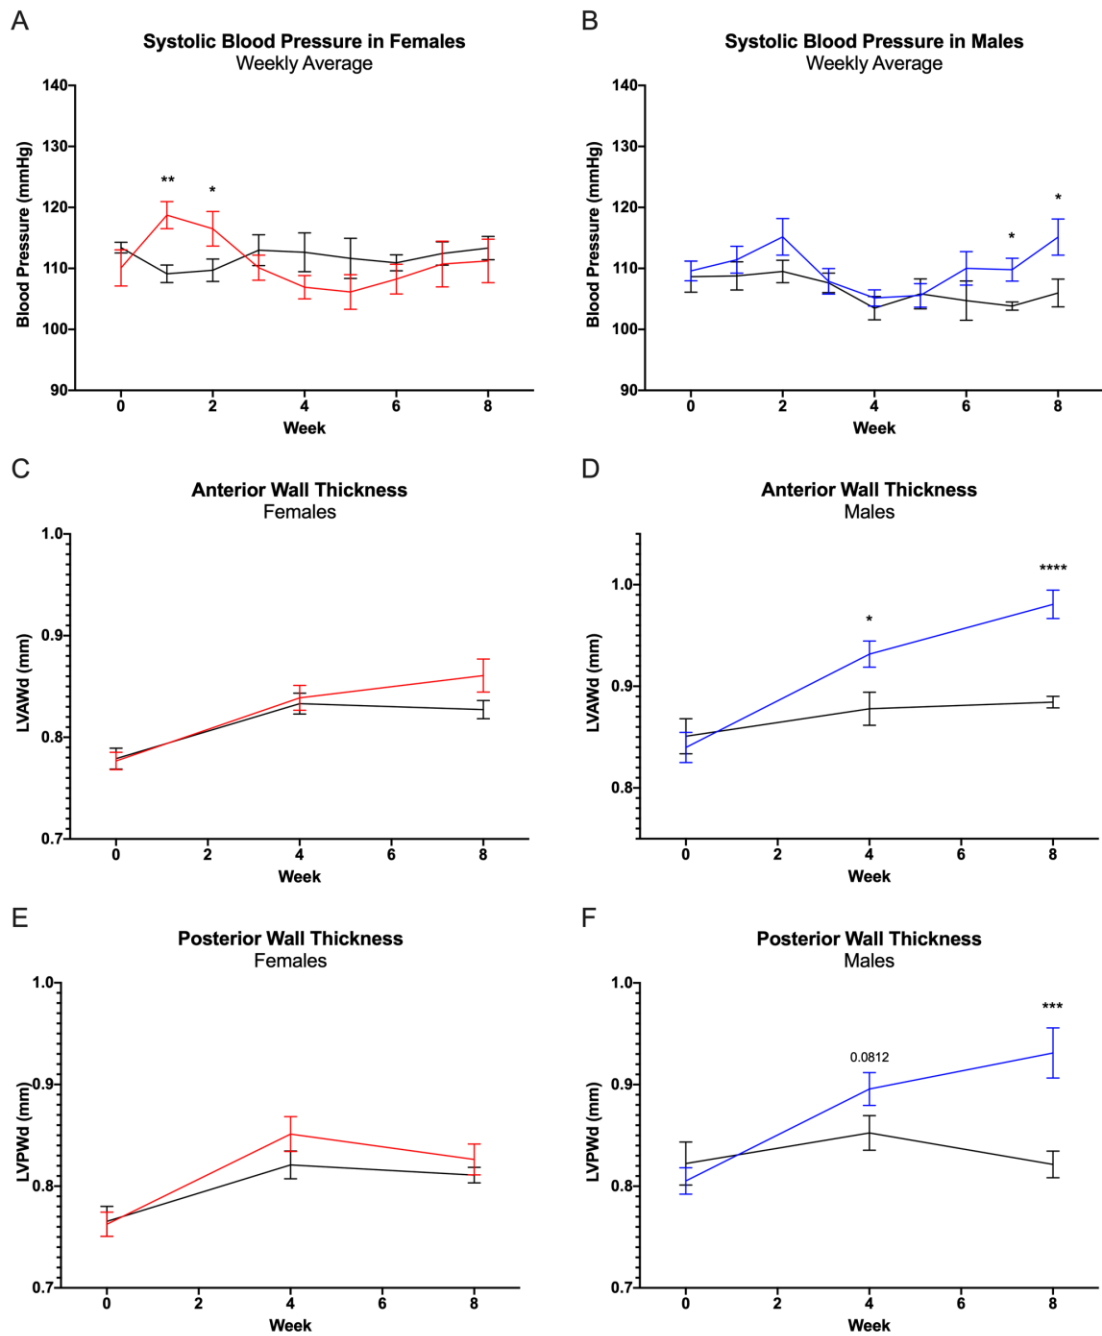 A
Systolic Blood Pressure in Females
Weekly Average
Blood Pressure (mmHg)
140
130
120
110
100
90
**
*
0
2
4
6
8
Week
B
Systolic Blood Pressure in Males
Weekly Average
Blood Pressure (mmHg)
140
130
120
110
100
90
*
*
0
2
4
6
8
Week
C
Anterior Wall Thickness
Females
LVAWd (mm)
1.0
0.9
0.8
0.7
0
2
4
6
8
Week
D
Anterior Wall Thickness
Males
LVAWd (mm)
1.0
0.9
0.8
*
****
0
2
4
6
8
Week
E
Posterior Wall Thickness
Females
LVPWd (mm)
1.0
0.9
0.8
0.7
0
2
4
6
8
Week
F
Posterior Wall Thickness
Males
LVPWd (mm)
1.0
0.9
0.8
0.7
0.0812
***
0
2
4
6
8
Week